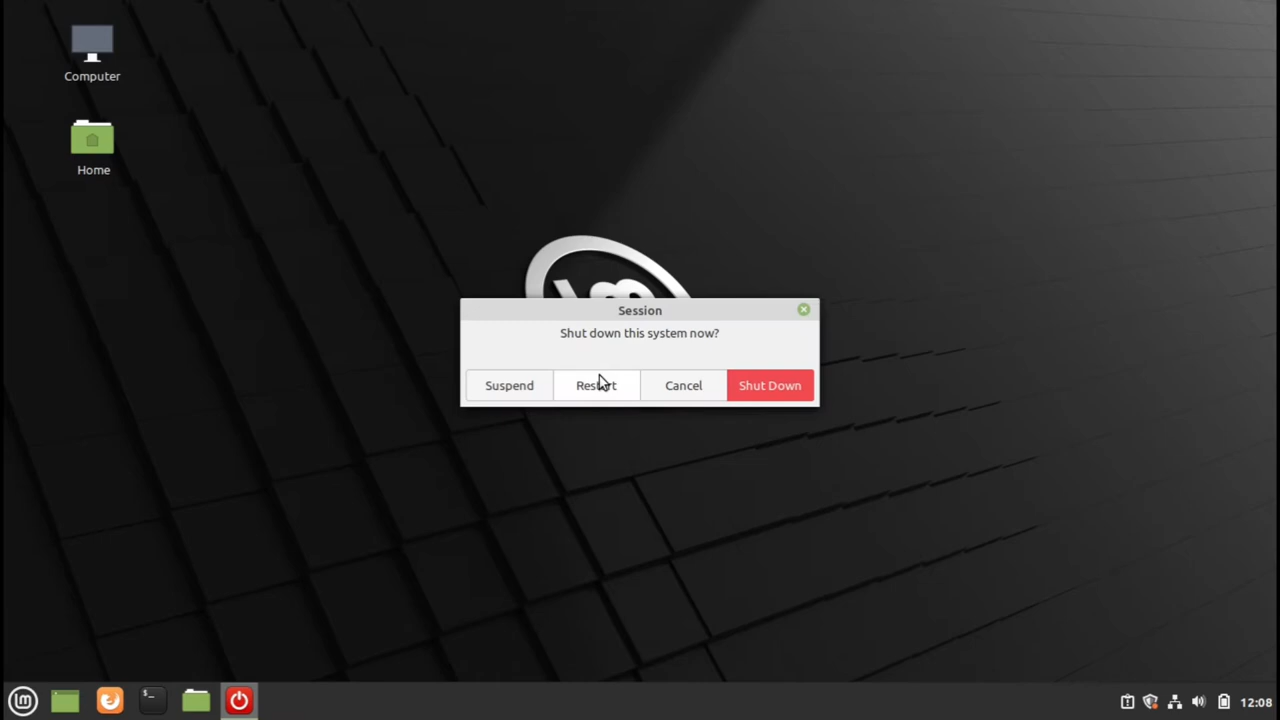 Computer
Home
Session
Shut down this system now?
Suspend
Restart
Cancel
Shut Down
12:08